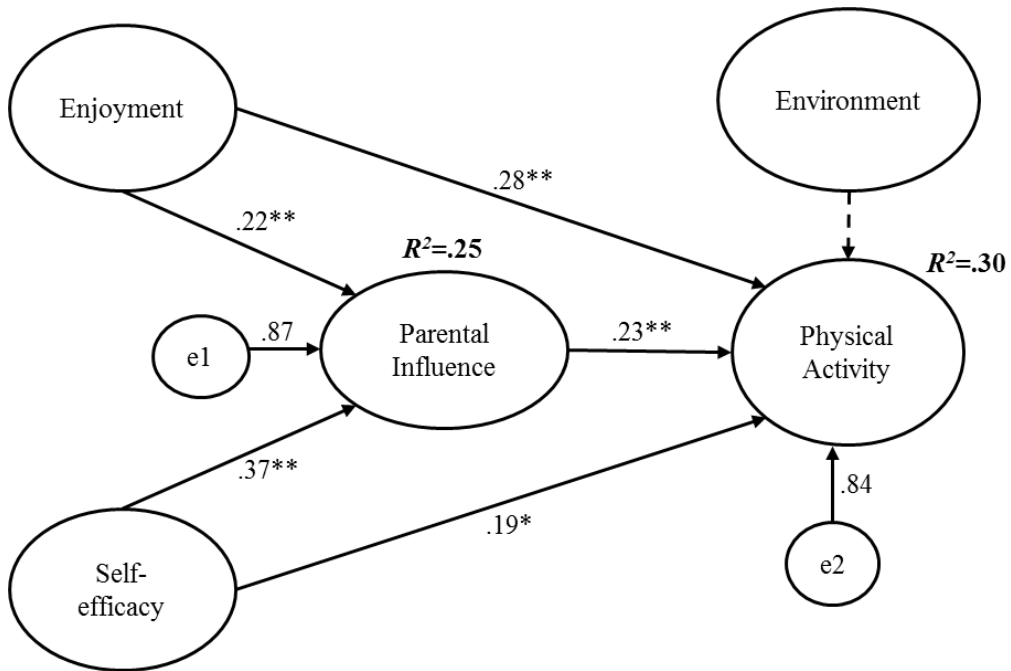 Enjoyment
Environment
.28**
.22**
R²=.25
R²=.30
e1
.87
Parental
Influence
.23**
Physical
Activity
.37**
.19*
.84
e2
Self-
efficacy